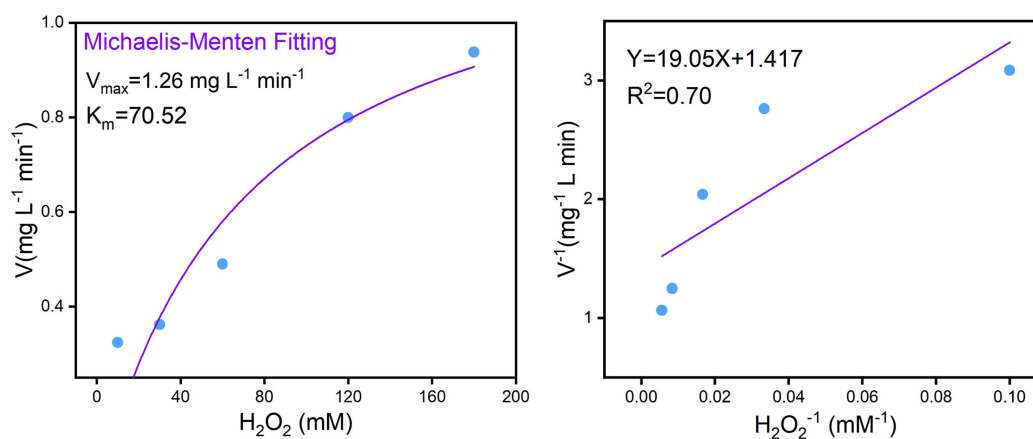 Michaelis-Menten Fitting
Vmax=1.26 mg L⁻¹ min⁻¹
Km=70.52
V(mg L⁻¹ min⁻¹)
1.0
0.8
0.6
0.4
0 40 80 120 160 200
H₂O₂ (mM)
Y=19.05X+1.417
R²=0.70
V⁻¹(mg⁻¹ L min)
3
2
1
0.00 0.02 0.04 0.06 0.08 0.10
H₂O₂⁻¹ (mM⁻¹)